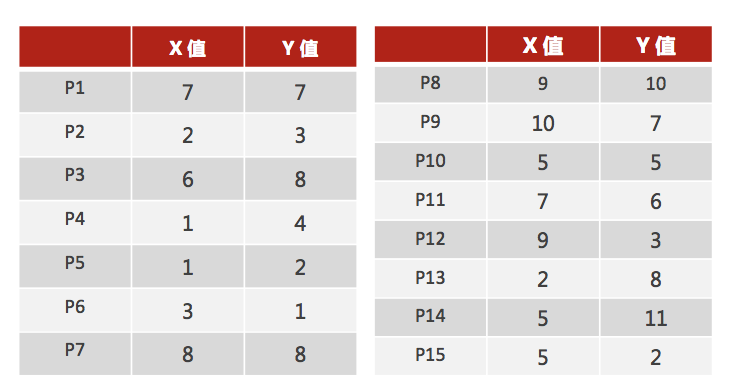 X 值 Y 值
P1 7 7
P2 2 3
P3 6 8
P4 1 4
P5 1 2
P6 3 1
P7 8 8
X 值 Y 值
P8 9 10
P9 10 7
P10 5 5
P11 7 6
P12 9 3
P13 2 8
P14 5 11
P15 5 2